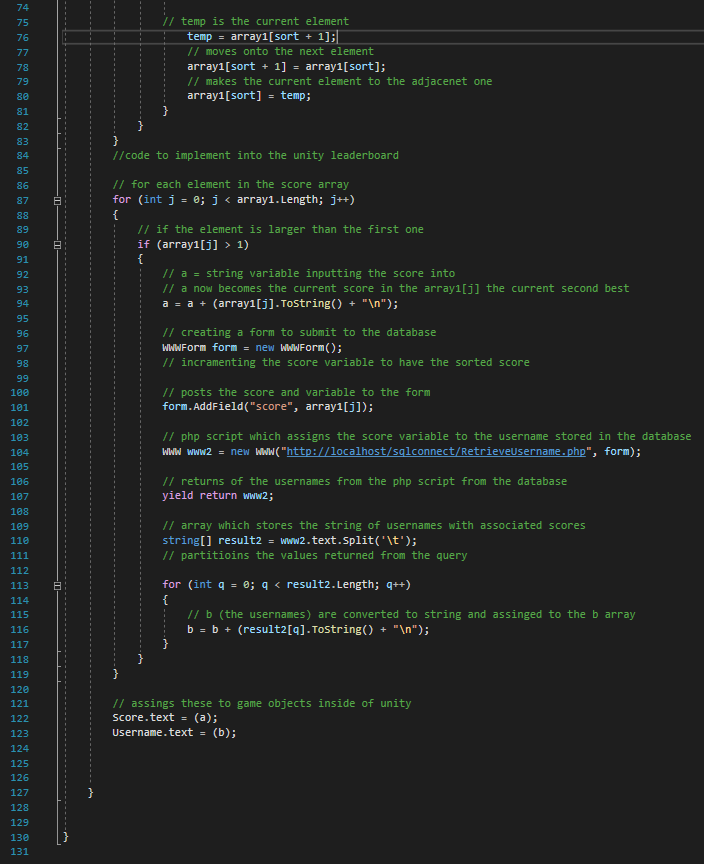 74
75 // temp is the current element
76 temp = array1[sort + 1];
77 // moves onto the next element
78 array1[sort + 1] = array1[sort];
79 // makes the current element to the adjacenet one
80 array1[sort] = temp;
81 }
82 }
83 }
84 //code to implement into the unity leaderboard
85
86 // for each element in the score array
87 for (int j = 0; j < array1.Length; j++)
88 {
89 // if the element is larger than the first one
90 if (array1[j] > 1)
91 {
92 // a = string variable inputting the score into
93 // a now becomes the current score in the array1[j] the current second best
94 a = a + (array1[j].ToString() + "\n");
95
96 // creating a form to submit to the database
97 WWWForm form = new WWWForm();
98 // incramenting the score variable to have the sorted score
99
100 // posts the score and variable to the form
101 form.AddField("score", array1[j]);
102
103 // php script which assigns the score variable to the username stored in the database
104 WWW www2 = new WWW("http://localhost/sqlconnect/RetrieveUsername.php", form);
105
106 // returns of the usernames from the php script from the database
107 yield return www2;
108
109 // array which stores the string of usernames with associated scores
110 string[] result2 = www2.text.Split('\t');
111 // partitioins the values returned from the query
112
113 for (int q = 0; q < result2.Length; q++)
114 {
115 // b (the usernames) are converted to string and assinged to the b array
116 b = b + (result2[q].ToString() + "\n");
117 }
118 }
119 }
120
121 // assings these to game objects inside of unity
122 Score.text = (a);
123 Username.text = (b);
124
125
126
127 }
128
129
130 }
131